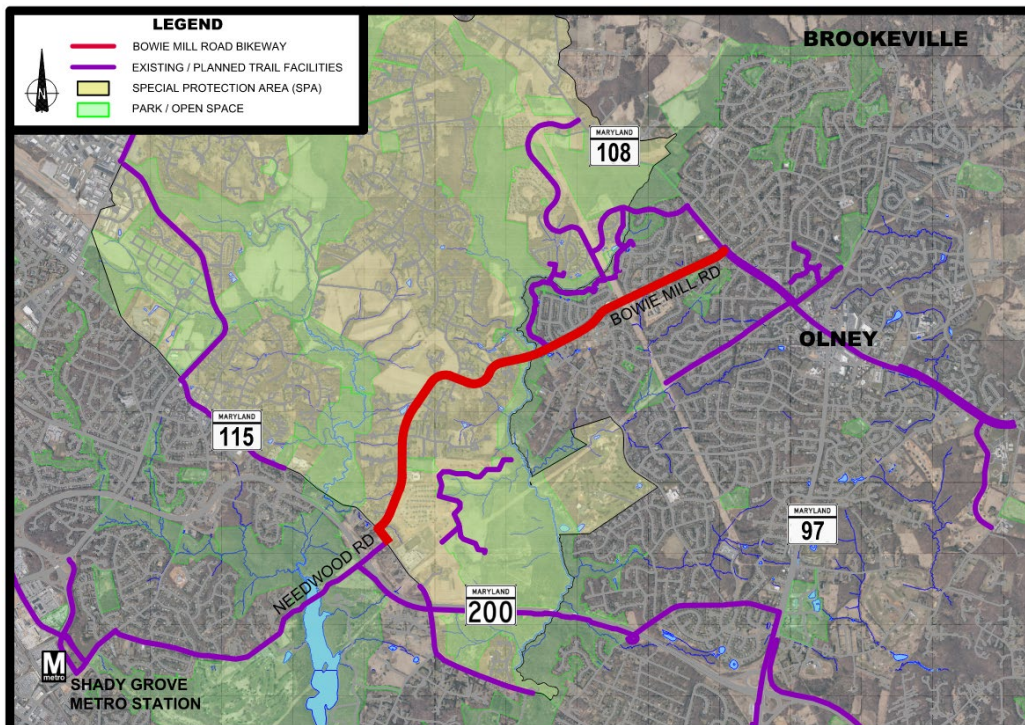 LEGEND
BOWIE MILL ROAD BIKEWAY
EXISTING / PLANNED TRAIL FACILITIES
SPECIAL PROTECTION AREA (SPA)
PARK / OPEN SPACE
N
BROOKEVILLE
MARYLAND
108
BOWIE MILL RD
OLNEY
MARYLAND
115
MARYLAND
97
NEEDWOOD RD
MARYLAND
200
M
metro
SHADY GROVE
METRO STATION